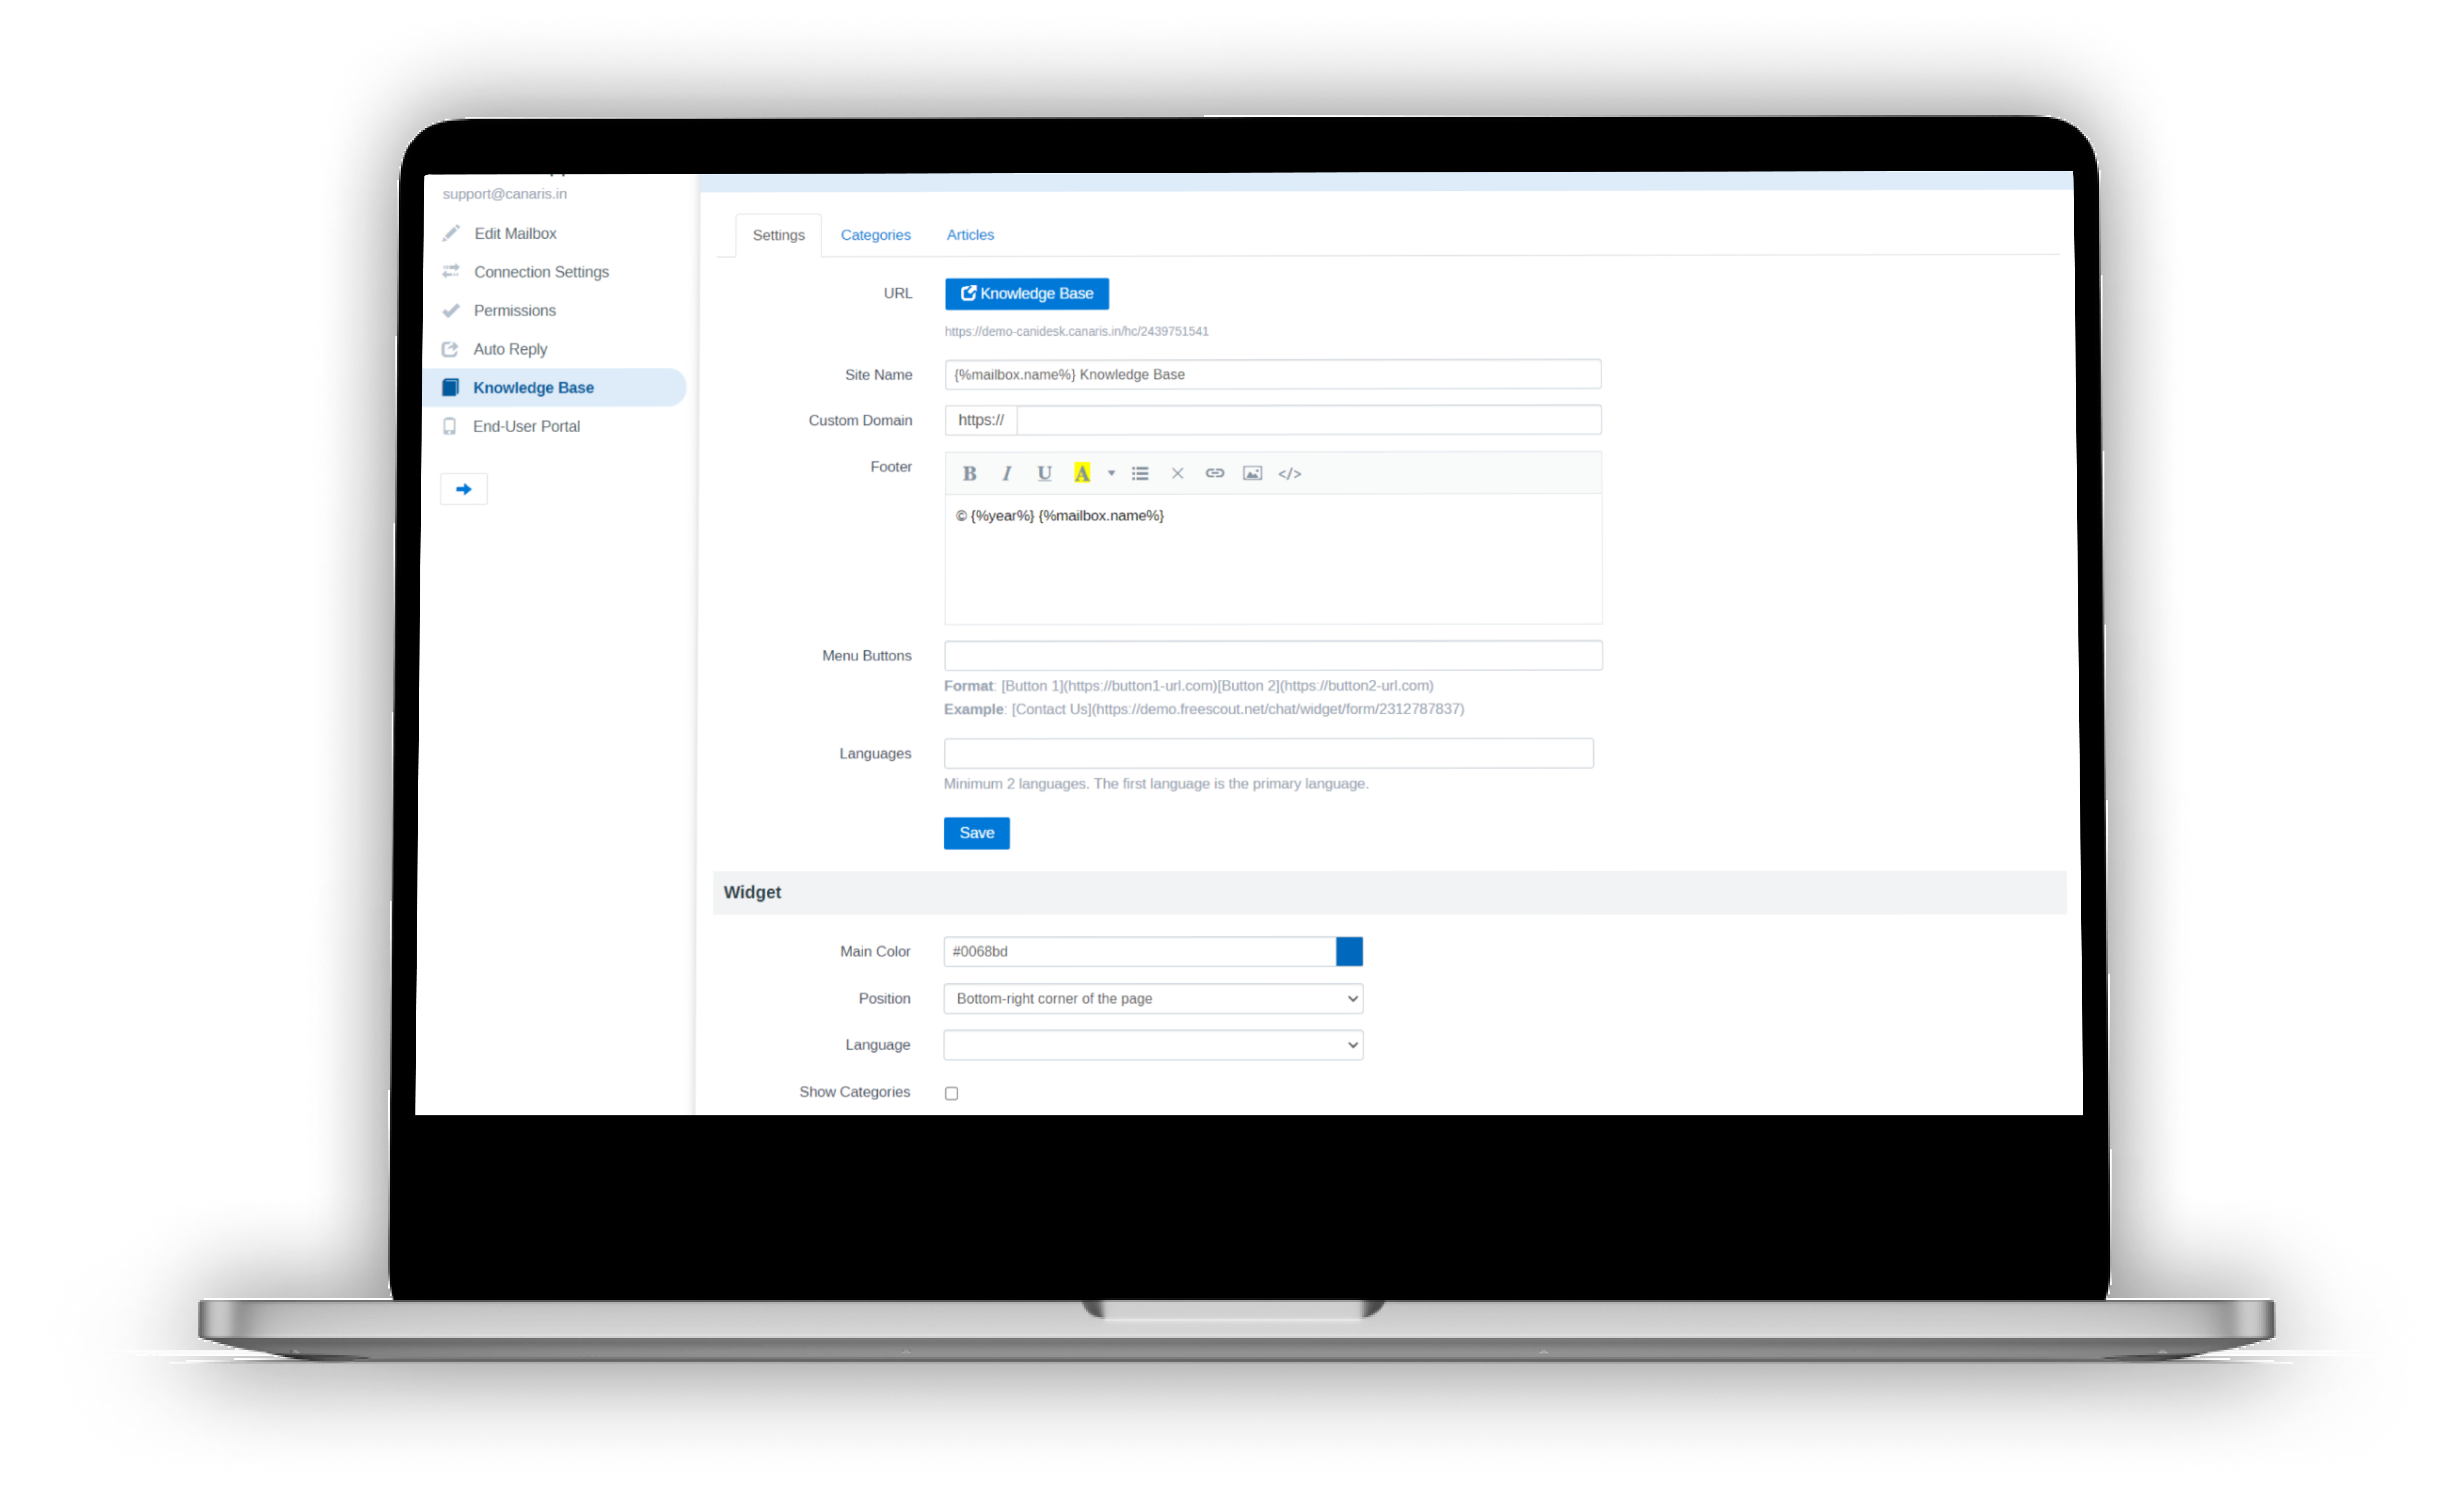 support@canaris.in
Edit Mailbox
Connection Settings
Permissions
Auto Reply
Knowledge Base
End-User Portal
Settings Categories Articles
URL Knowledge Base
https://demo-canidesk.canaris.in/hc/2439751541
Site Name {%mailbox.name%} Knowledge Base
Custom Domain https://
Footer B I U A </>
© {%year%} {%mailbox.name%}
Menu Buttons
Format: [Button 1](https://button1-url.com)[Button 2](https://button2-url.com)
Example: [Contact Us](https://demo.freescout.net/chat/widget/form/2312787837)
Languages
Minimum 2 languages. The first language is the primary language.
Save
Widget
Main Color #0068bd
Position Bottom-right corner of the page
Language
Show Categories